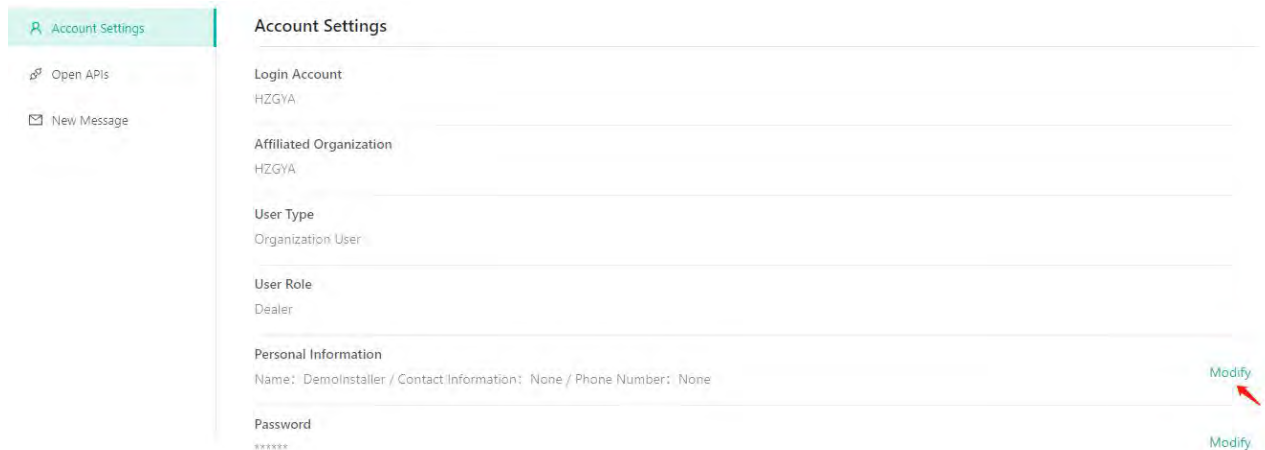 Account Settings
Open APIs
New Message
Account Settings
Login Account
HZGYA
Affiliated Organization
HZGYA
User Type
Organization User
User Role
Dealer
Personal Information
Name：DemoInstaller / Contact Information：None / Phone Number：None
Modify
Password
******
Modify